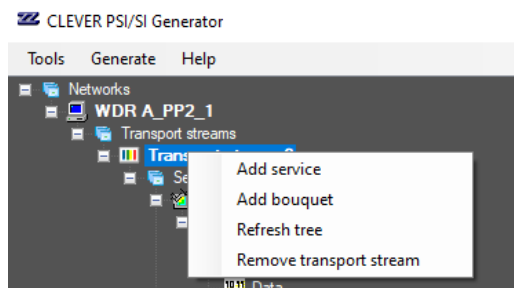 CLEVER PSI/SI Generator
Tools Generate Help
Networks
WDR A_PP2_1
Transport streams
Add service
Add bouquet
Refresh tree
Remove transport stream
Data